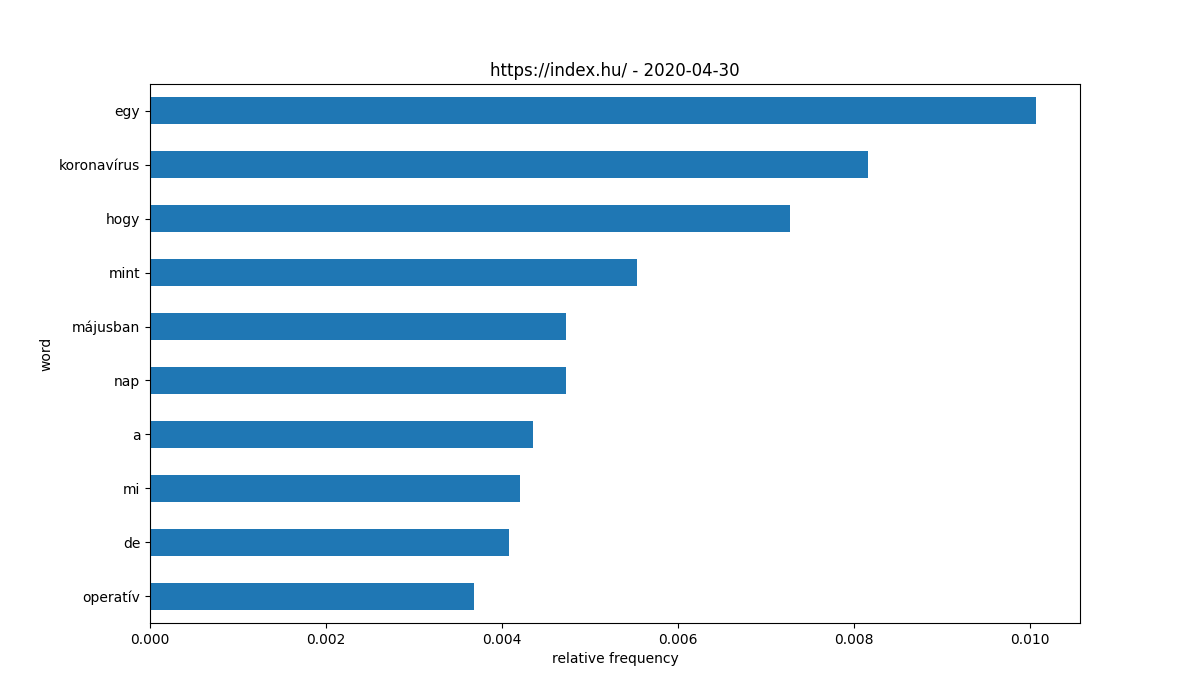 https://index.hu/ - 2020-04-30
egy
koronavírus
hogy
mint
májusban
nap
a
mi
de
operatív
word
0.000 0.002 0.004 0.006 0.008 0.010
relative frequency